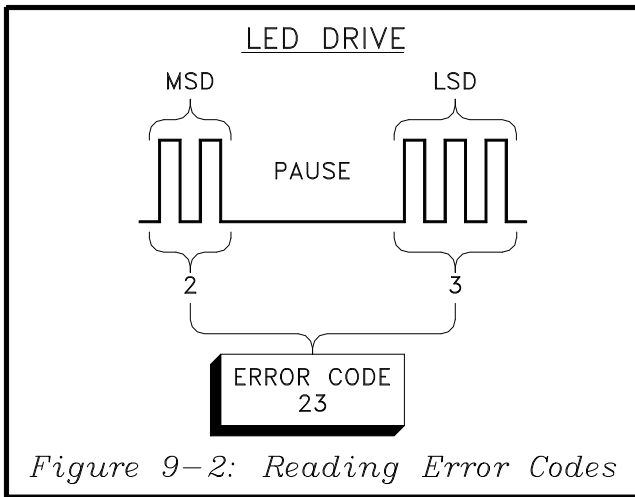 LED DRIVE
MSD
LSD
PAUSE
2
3
ERROR CODE
23
Figure 9-2: Reading Error Codes